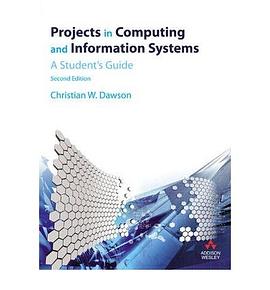 Projects in Computing
and Information Systems
A Student's Guide
Second Edition
Christian W. Dawson
ADDISON
WESLEY